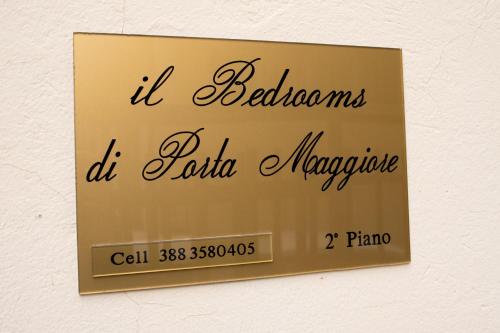 il Bedrooms
di Porta Maggiore
Cell 388 3580405
2° Piano